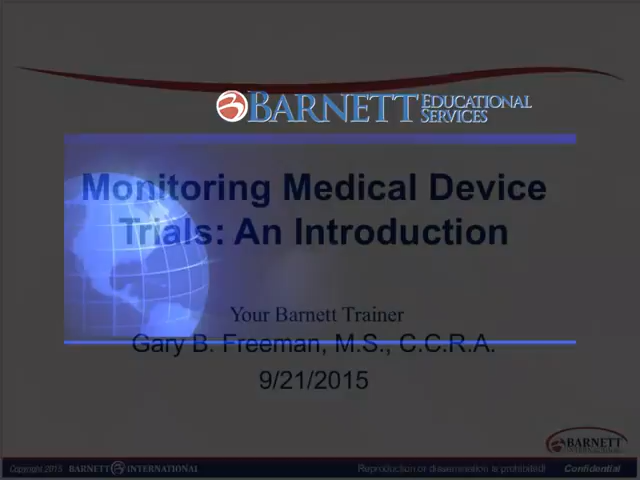 BARNETT EDUCATIONAL SERVICES
Monitoring Medical Device
Trials: An Introduction
Your Barnett Trainer
Gary B. Freeman, M.S., C.C.R.A.
9/21/2015
BARNETT
INTERNATIONAL
Copyright 2015 BARNETT INTERNATIONAL Reproduction or dissemination is prohibited! Confidential